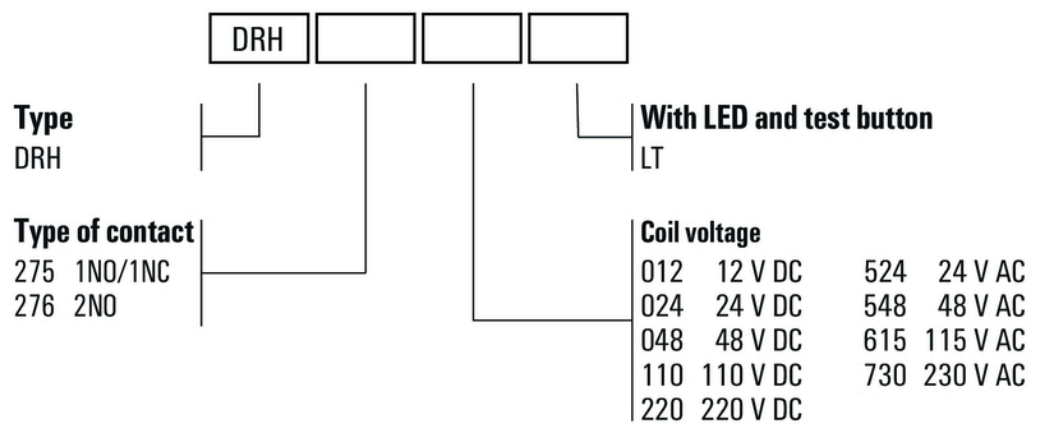 DRH
Type
DRH
With LED and test button
LT
Type of contact
275 1NO/1NC
276 2NO
Coil voltage
012 12 V DC 524 24 V AC
024 24 V DC 548 48 V AC
048 48 V DC 615 115 V AC
110 110 V DC 730 230 V AC
220 220 V DC